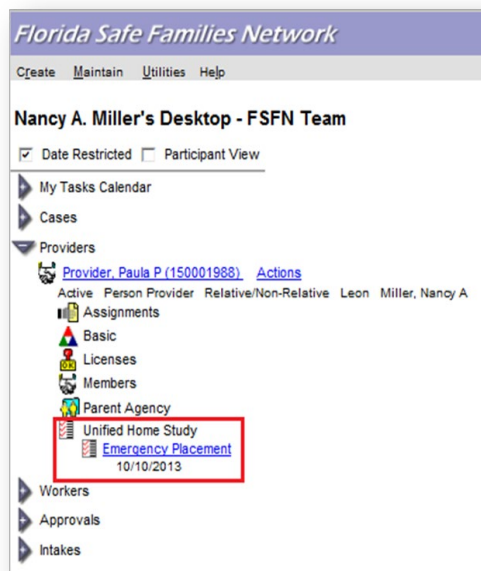 Florida Safe Families Network
Create Maintain Utilities Help
Nancy A. Miller's Desktop - FSFN Team
Date Restricted Participant View
My Tasks Calendar
Cases
Providers
Provider, Paula P (150001988) Actions
Active Person Provider Relative/Non-Relative Leon Miller, Nancy A
Assignments
Basic
OK Licenses
Members
Parent Agency
Unified Home Study
Emergency Placement
10/10/2013
Workers
Approvals
Intakes